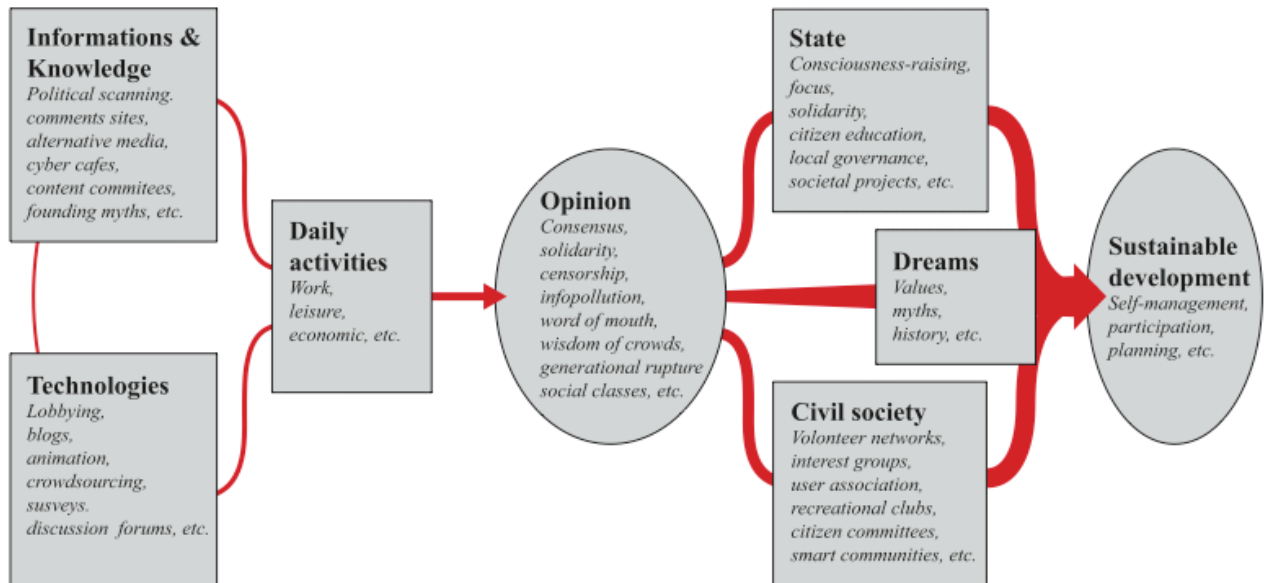 Informations &
Knowledge
Political scanning.
comments sites,
alternative media,
cyber cafes,
content commitees,
founding myths, etc.
Technologies
Lobbying,
blogs,
animation,
crowdsourcing,
susveys.
discussion forums, etc.
Daily
activities
Work,
leisure,
economic, etc.
Opinion
Consensus,
solidarity,
censorship,
infopollution,
word of mouth,
wisdom of crowds,
generational rupture
social classes, etc.
State
Consciousness-raising,
focus,
solidarity,
citizen education,
local governance,
societal projects, etc.
Dreams
Values,
myths,
history, etc.
Civil society
Volunteer networks,
interest groups,
user association,
recreational clubs,
citizen committees,
smart communities, etc.
Sustainable
development
Self-management,
participation,
planning, etc.